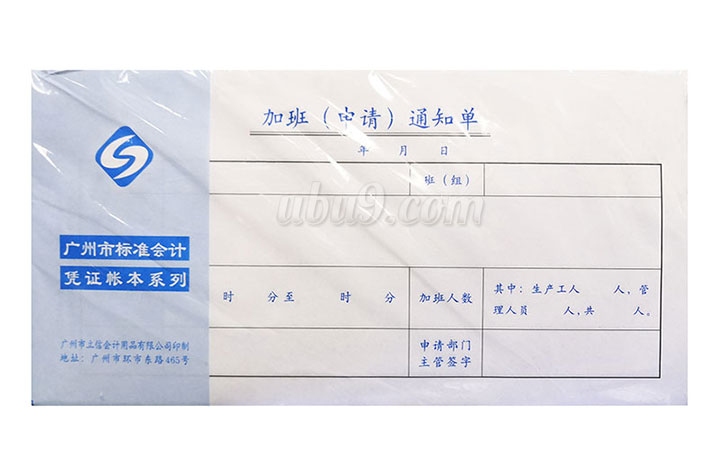 加班（申请）通知单
年 月 日
班（组）
ubu9.com
广州市标准会计
凭证帐本系列
时 分至 时 分 加班人数 其中：生产工人 人，管
理人员 人，共 人。
广州市立信会计用品有限公司印制
地址：广州市环市东路465号
申请部门
主管签字